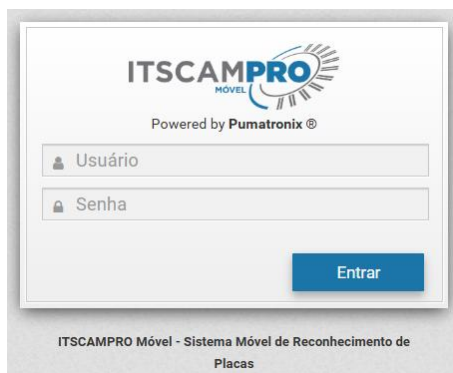 ITSCAMPRO
MÓVEL
Powered by Pumatronix ®
Usuário
Senha
Entrar
ITSCAMPRO Móvel - Sistema Móvel de Reconhecimento de
Placas